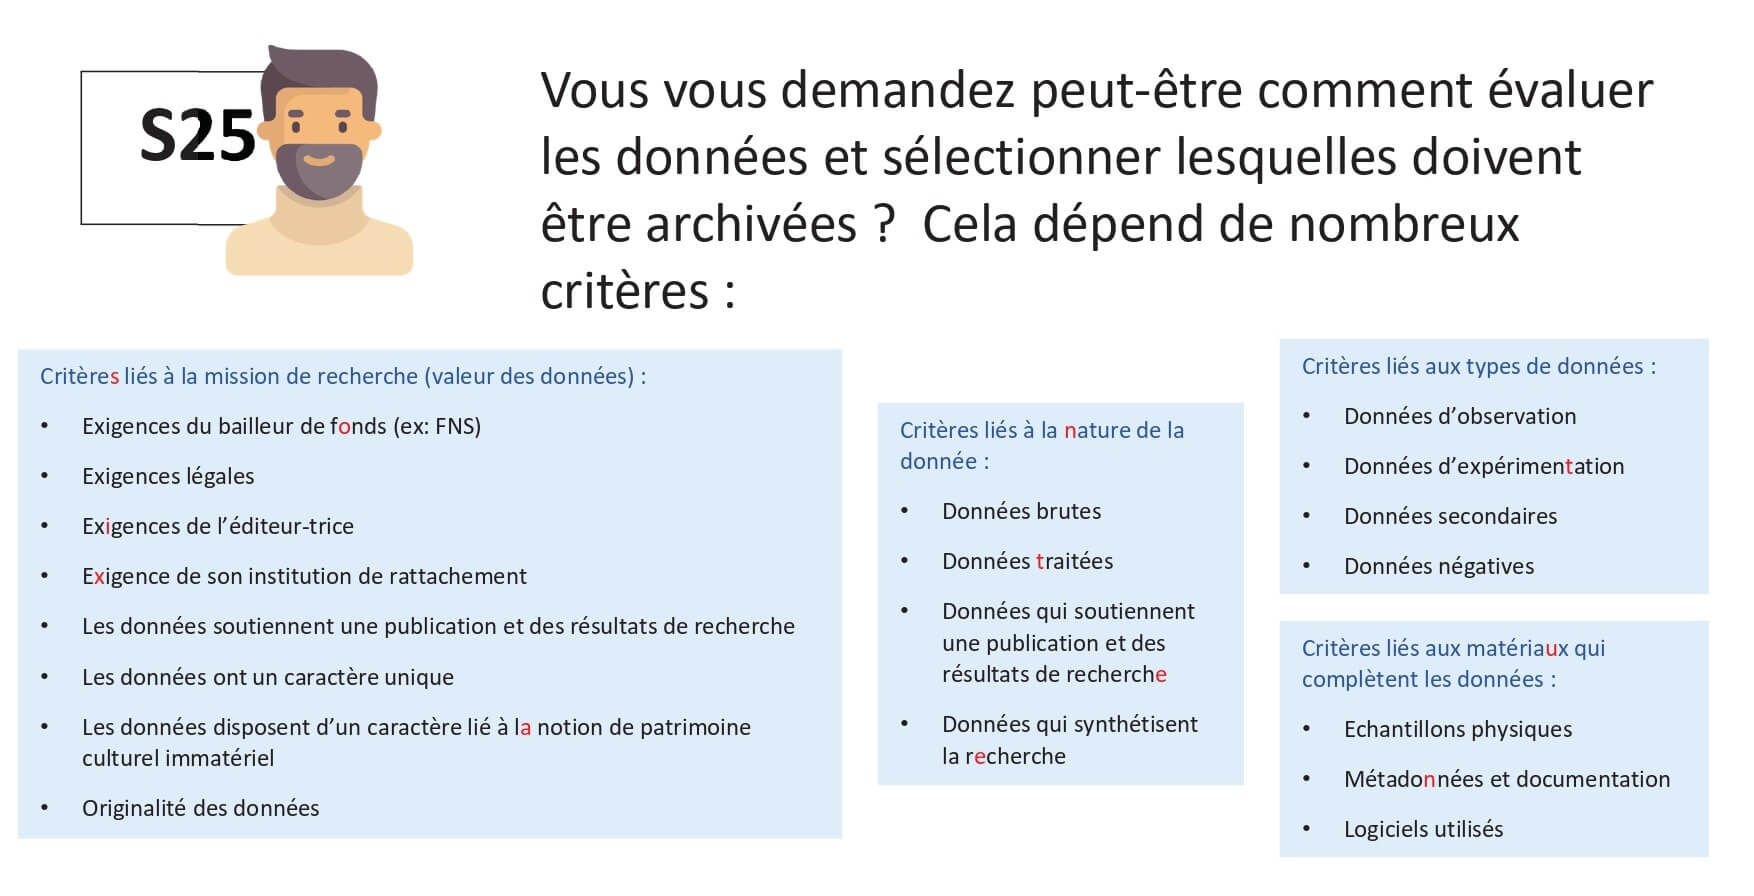 S25
Vous vous demandez peut-être comment évaluer
les données et sélectionner lesquelles doivent
être archivées ?  Cela dépend de nombreux
critères :
Critères liés à la mission de recherche (valeur des données) :
• Exigences du bailleur de fonds (ex: FNS)
• Exigences légales
• Exigences de l’éditeur-trice
• Exigence de son institution de rattachement
• Les données soutiennent une publication et des résultats de recherche
• Les données ont un caractère unique
• Les données disposent d’un caractère lié à la notion de patrimoine
culturel immatériel
• Originalité des données
Critères liés à la nature de la
donnée :
• Données brutes
• Données traitées
• Données qui soutiennent
une publication et des
résultats de recherche
• Données qui synthétisent
la recherche
Critères liés aux types de données :
• Données d’observation
• Données d’expérimentation
• Données secondaires
• Données négatives
Critères liés aux matériaux qui
complètent les données :
• Echantillons physiques
• Métadonnées et documentation
• Logiciels utilisés